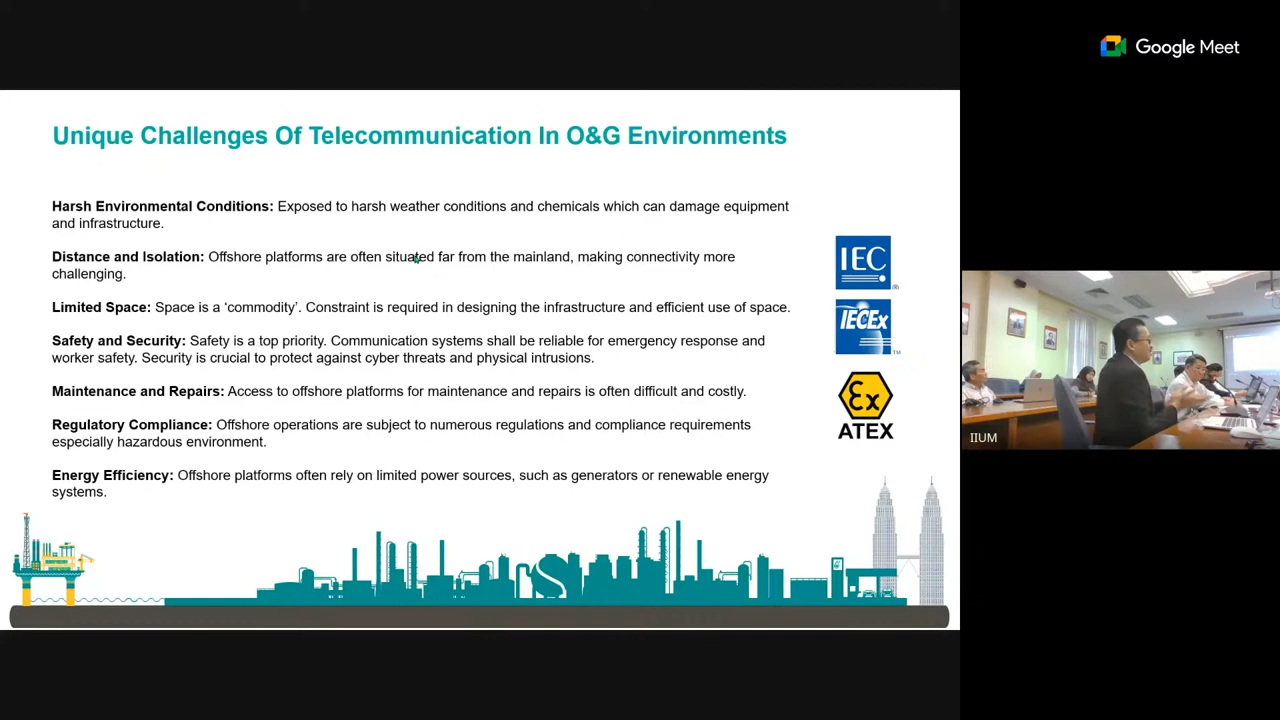 Google Meet
Unique Challenges Of Telecommunication In O&G Environments
Harsh Environmental Conditions: Exposed to harsh weather conditions and chemicals which can damage equipment
and infrastructure.
Distance and Isolation: Offshore platforms are often situated far from the mainland, making connectivity more
challenging.
Limited Space: Space is a ‘commodity’. Constraint is required in designing the infrastructure and efficient use of space.
Safety and Security: Safety is a top priority. Communication systems shall be reliable for emergency response and
worker safety. Security is crucial to protect against cyber threats and physical intrusions.
Maintenance and Repairs: Access to offshore platforms for maintenance and repairs is often difficult and costly.
Regulatory Compliance: Offshore operations are subject to numerous regulations and compliance requirements
especially hazardous environment.
Energy Efficiency: Offshore platforms often rely on limited power sources, such as generators or renewable energy
systems.
IEC
®
IECEx
TM
Ex
ATEX
IIUM